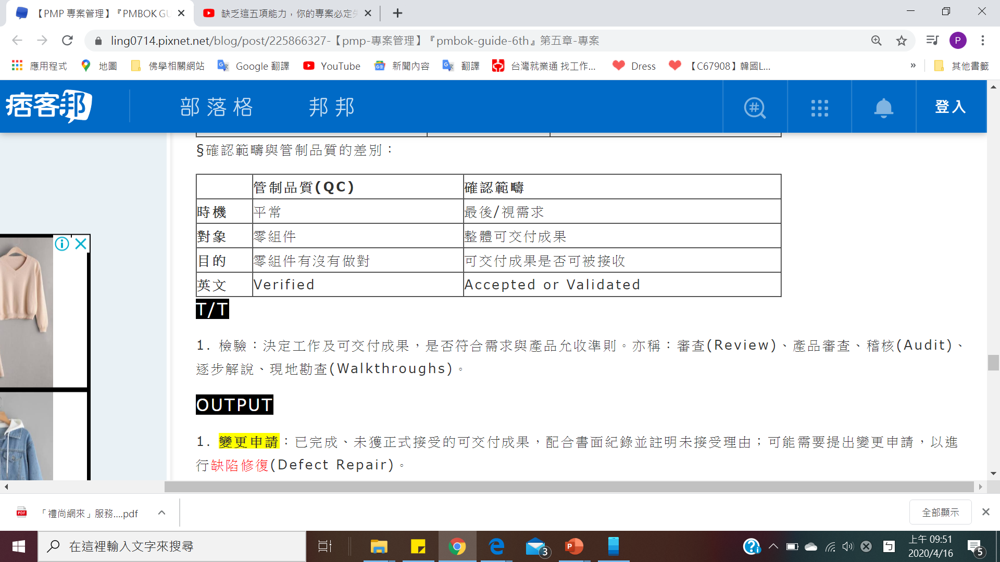 【PMP 專案管理】『PMBOK GU
缺乏這五項能力，你的專案必定失
ling0714.pixnet.net/blog/post/225866327-【pmp-專案管理】『pmbok-guide-6th』第五章-專案
P
應用程式 地圖 佛學相關網站 Google 翻譯 YouTube 新聞內容 翻譯 台灣就業通 找工作... Dress 【C67908】韓國L... » 其他書籤
痞客邦 部落格 邦邦 登入
§確認範疇與管制品質的差別：
管制品質(QC) 確認範疇
時機 平常 最後/視需求
對象 零組件 整體可交付成果
目的 零組件有沒有做對 可交付成果是否可被接收
英文 Verified Accepted or Validated
T/T
1. 檢驗：決定工作及可交付成果，是否符合需求與產品允收準則。亦稱：審查(Review)、產品審查、稽核(Audit)、
逐步解說、現地勘查(Walkthroughs)。
OUTPUT
1. 變更申請：已完成、未獲正式接受的可交付成果，配合書面紀錄並註明未接受理由；可能需要提出變更申請，以進
行缺陷修復(Defect Repair)。
「禮尚網來」服務....pdf 全部顯示
在這裡輸入文字來搜尋
3
ㄅ
上午 09:51
2020/4/16
5